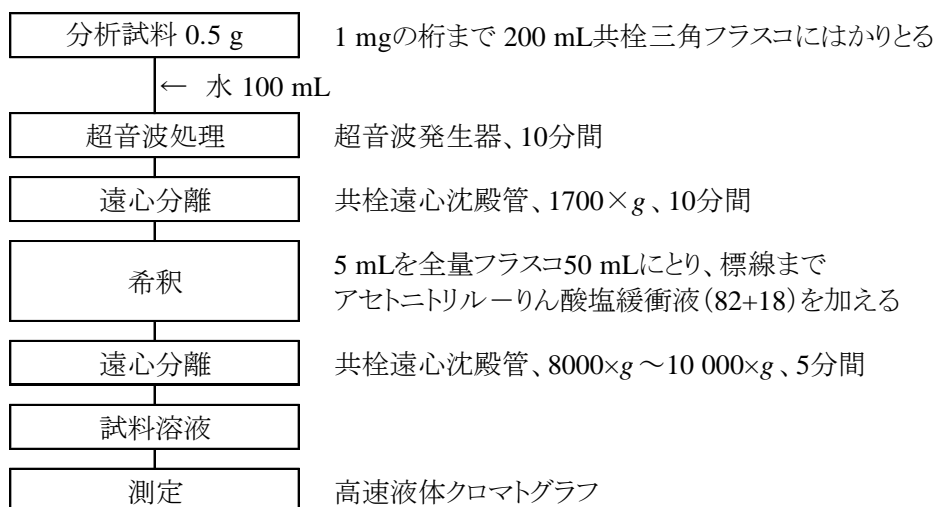 分析試料 0.5 g
1 mgの桁まで 200 mL共栓三角フラスコにはかりとる
← 水 100 mL
超音波処理
超音波発生器、10分間
遠心分離
共栓遠心沈殿管、1700×g、10分間
希釈
5 mLを全量フラスコ50 mLにとり、標線まで
アセトニトリル－りん酸塩緩衝液（82+18）を加える
遠心分離
共栓遠心沈殿管、8000×g～10 000×g、5分間
試料溶液
測定
高速液体クロマトグラフ